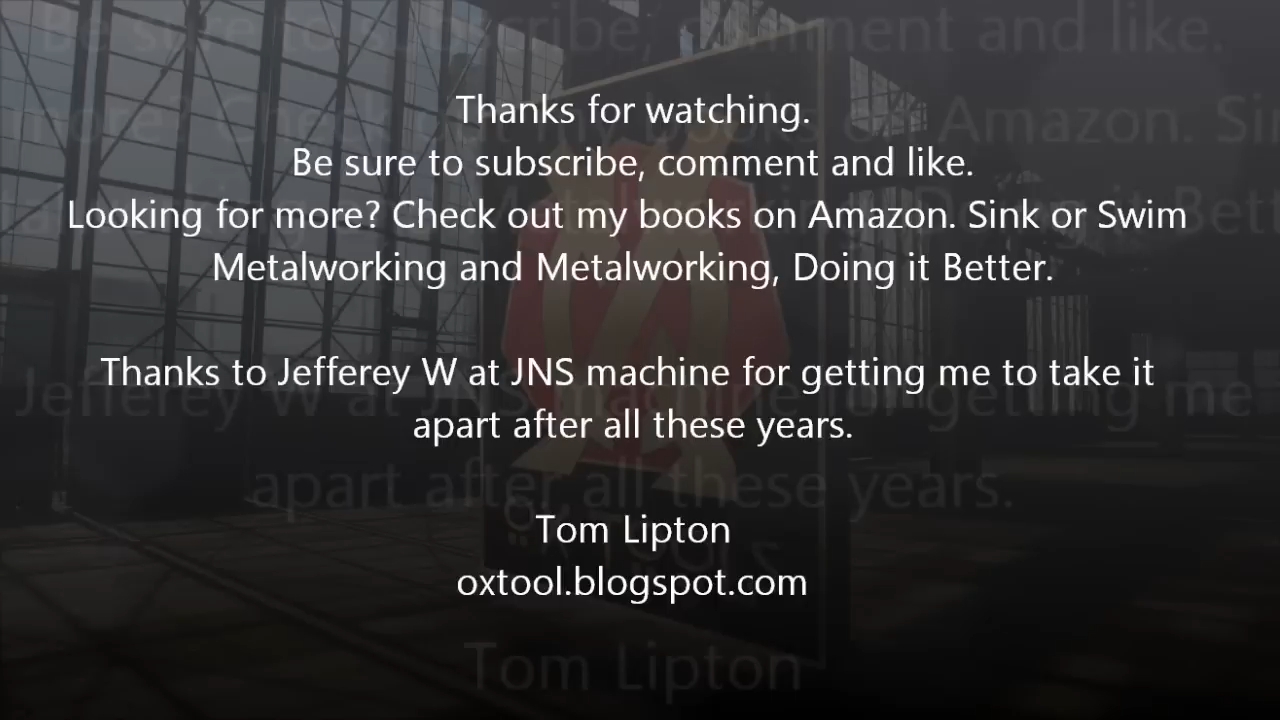 Thanks for watching.
Be sure to subscribe, comment and like.
Looking for more? Check out my books on Amazon. Sink or Swim
Metalworking and Metalworking, Doing it Better.
Thanks to Jefferey W at JNS machine for getting me to take it
apart after all these years.
Tom Lipton
oxtool.blogspot.com